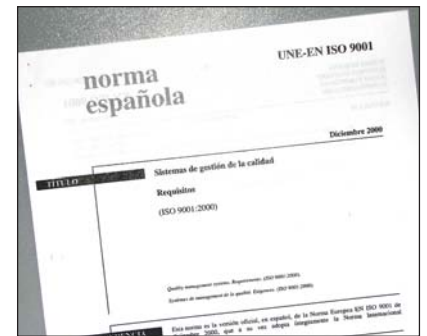 UNE-EN ISO 9001
norma
española
Diciembre 2000
TÍTULO
Sistemas de gestión de la calidad
Requisitos
(ISO 9001:2000)
Quality management systems. Requirements. (ISO 9001:2000).
Systèmes de management de la qualité. Exigences. (ISO 9001:2000).
Esta norma es la versión oficial, en español, de la Norma Europea EN ISO 9001 de
diciembre 2000, que a su vez adopta íntegramente la Norma Internacional